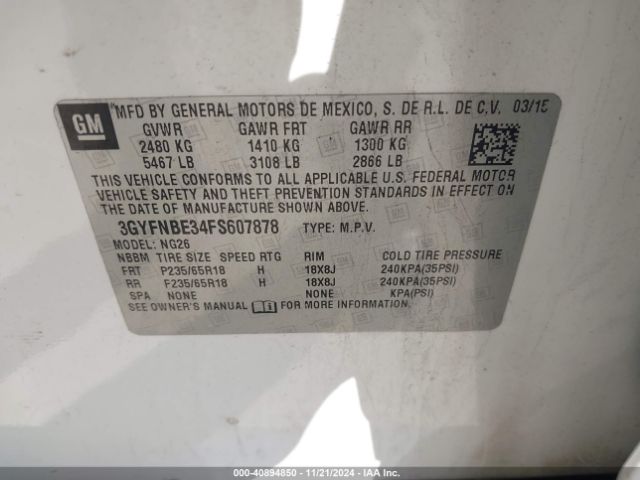 GM
MFD BY GENERAL MOTORS DE MEXICO, S. DE R.L. DE C.V. 03/15
GVWR GAWR FRT GAWR RR
2480 KG 1410 KG 1300 KG
5467 LB 3108 LB 2866 LB
THIS VEHICLE CONFORMS TO ALL APPLICABLE U.S. FEDERAL MOTOR
VEHICLE SAFETY AND THEFT PREVENTION STANDARDS IN EFFECT ON
THE DATE OF MANUFACTURE SHOWN ABOVE.
3GYFNBE34FS607878 TYPE: M.P.V.
MODEL: NG26
NBBM TIRE SIZE SPEED RTG RIM COLD TIRE PRESSURE
FRT P235/65R18 H 18X8J 240KPA(35PSI)
RR P235/65R18 H 18X8J 240KPA(35PSI)
SPA NONE NONE KPA(PSI)
SEE OWNER'S MANUAL FOR MORE INFORMATION.
000-40894850 • 11/21/2024 • IAA Inc.